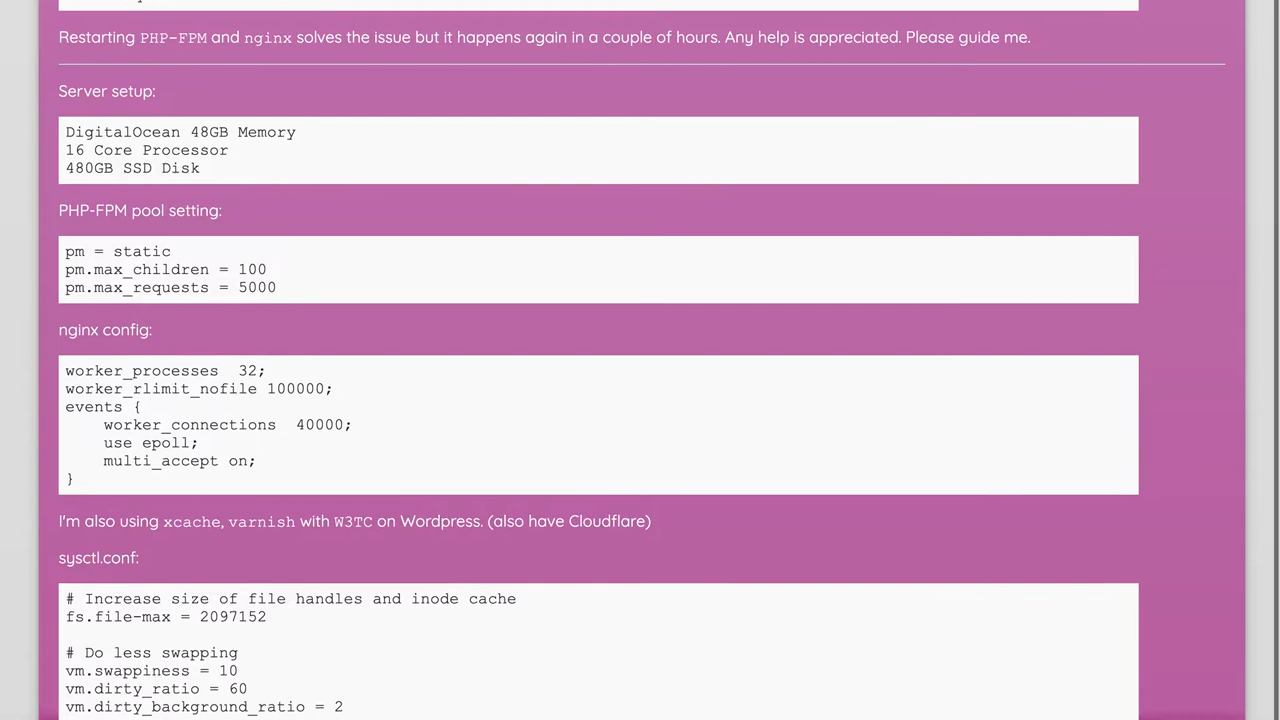 Restarting PHP-FPM and nginx solves the issue but it happens again in a couple of hours. Any help is appreciated. Please guide me.
Server setup:
DigitalOcean 48GB Memory
16 Core Processor
480GB SSD Disk
PHP-FPM pool setting:
pm = static
pm.max_children = 100
pm.max_requests = 5000
nginx config:
worker_processes  32;
worker_rlimit_nofile 100000;
events {
    worker_connections  40000;
    use epoll;
    multi_accept on;
}
I'm also using xcache, varnish with W3TC on Wordpress. (also have Cloudflare)
sysctl.conf:
# Increase size of file handles and inode cache
fs.file-max = 2097152
# Do less swapping
vm.swappiness = 10
vm.dirty_ratio = 60
vm.dirty_background_ratio = 2